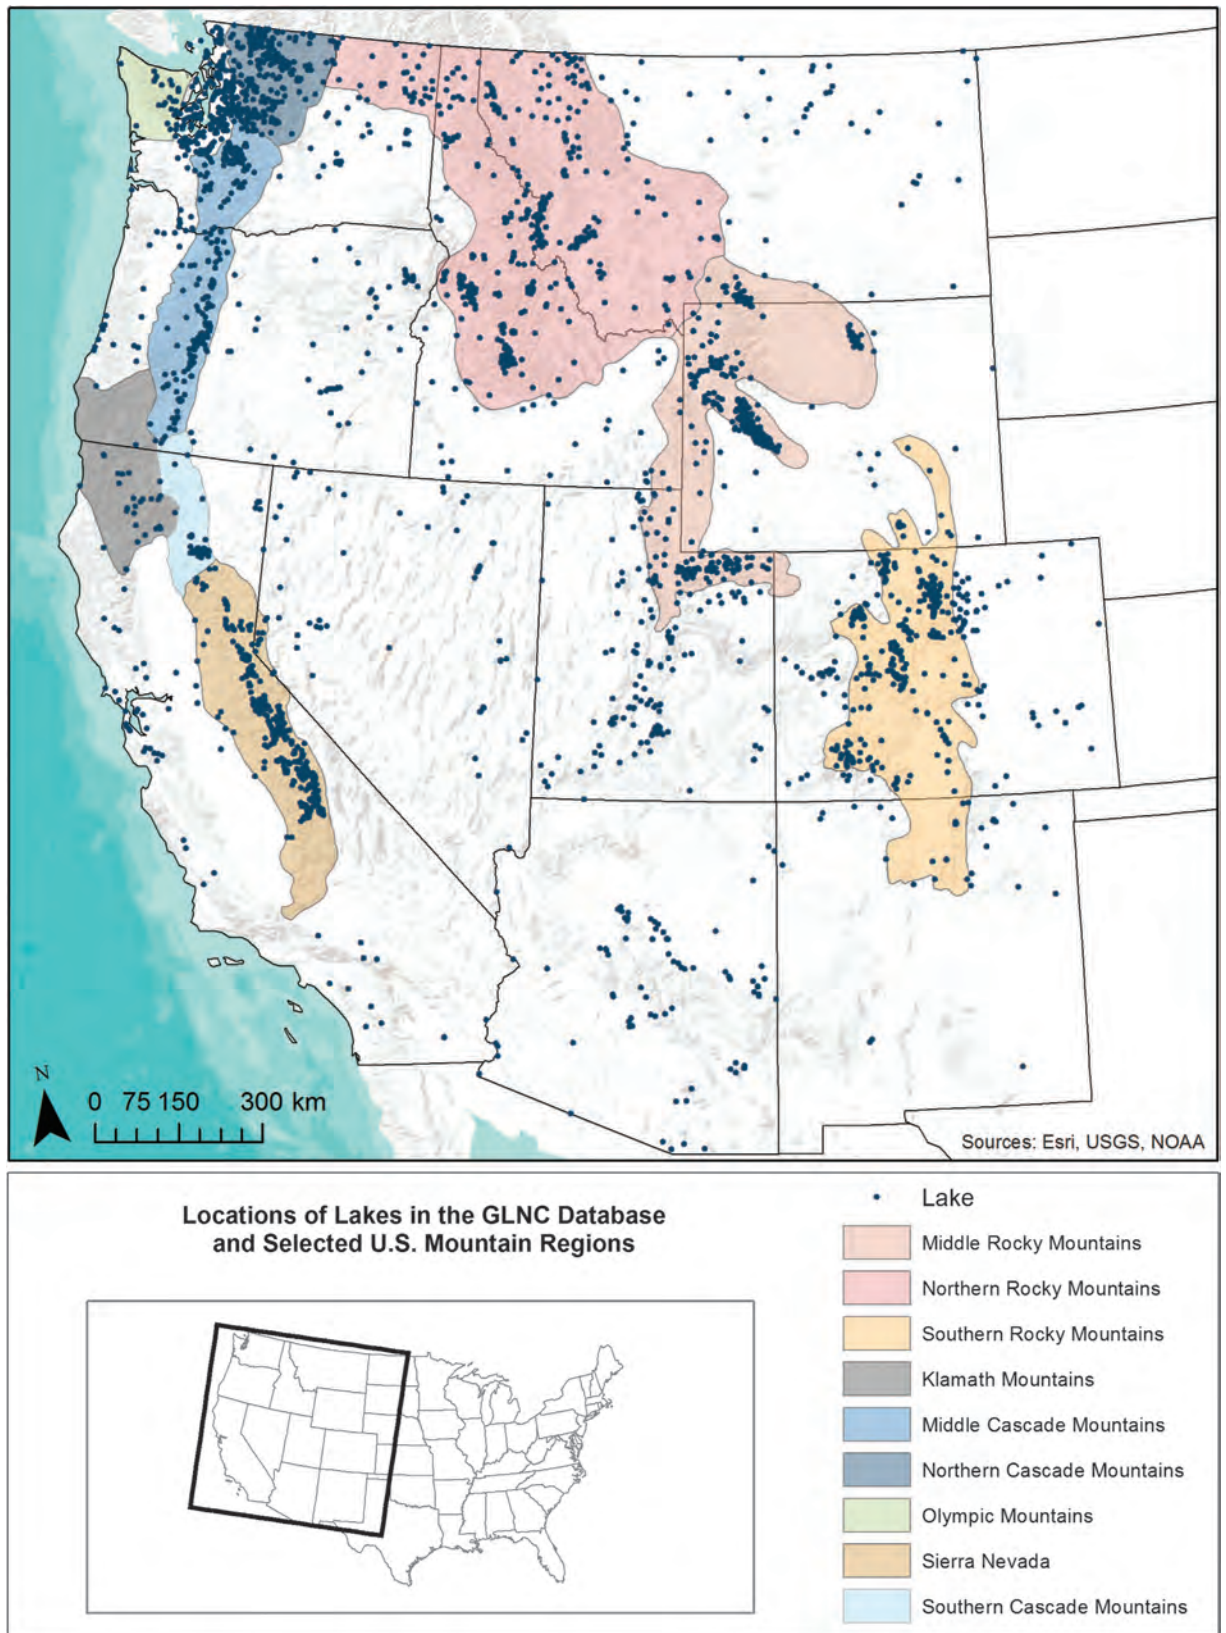 N
0 75 150 300 km
Sources: Esri, USGS, NOAA
Locations of Lakes in the GLNC Database
and Selected U.S. Mountain Regions
Lake
Middle Rocky Mountains
Northern Rocky Mountains
Southern Rocky Mountains
Klamath Mountains
Middle Cascade Mountains
Northern Cascade Mountains
Olympic Mountains
Sierra Nevada
Southern Cascade Mountains